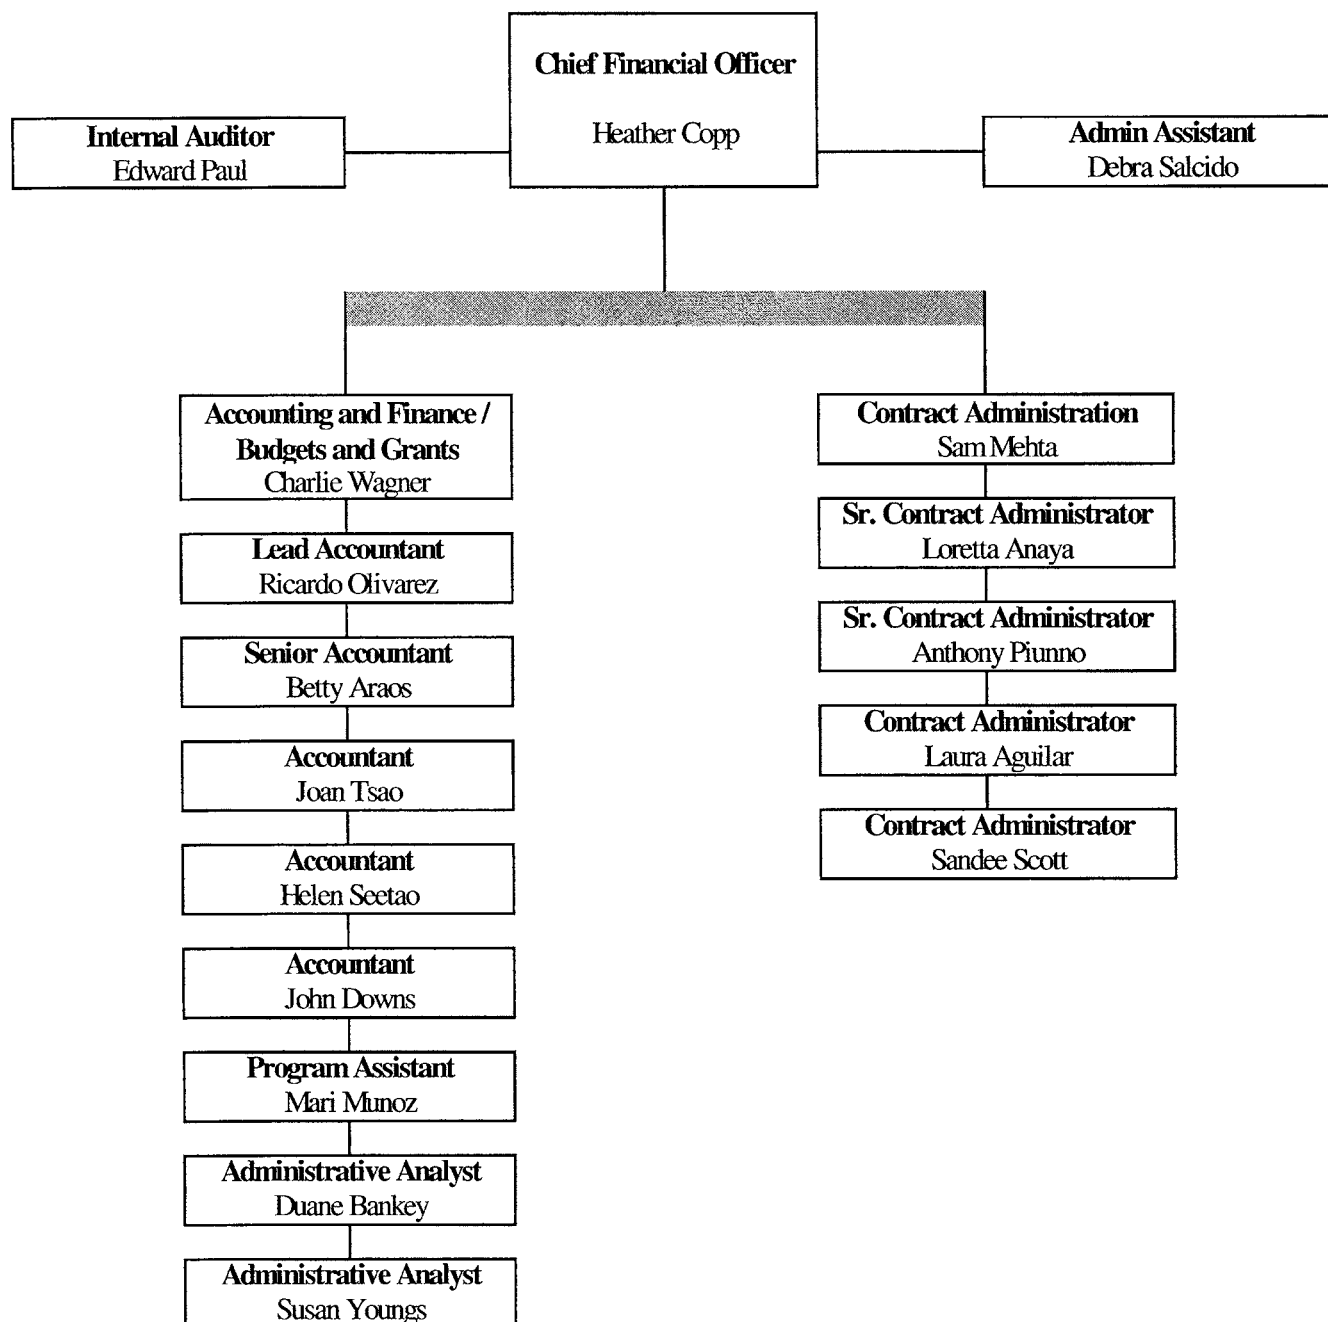 Chief Financial Officer
Heather Copp
Internal Auditor
Edward Paul
Admin Assistant
Debra Salcido
Accounting and Finance /
Budgets and Grants
Charlie Wagner
Lead Accountant
Ricardo Olivarez
Senior Accountant
Betty Araos
Accountant
Joan Tsao
Accountant
Helen Seetao
Accountant
John Downs
Program Assistant
Mari Munoz
Administrative Analyst
Duane Bankey
Administrative Analyst
Susan Youngs
Contract Administration
Sam Mehta
Sr. Contract Administrator
Loretta Anaya
Sr. Contract Administrator
Anthony Piunno
Contract Administrator
Laura Aguilar
Contract Administrator
Sandee Scott